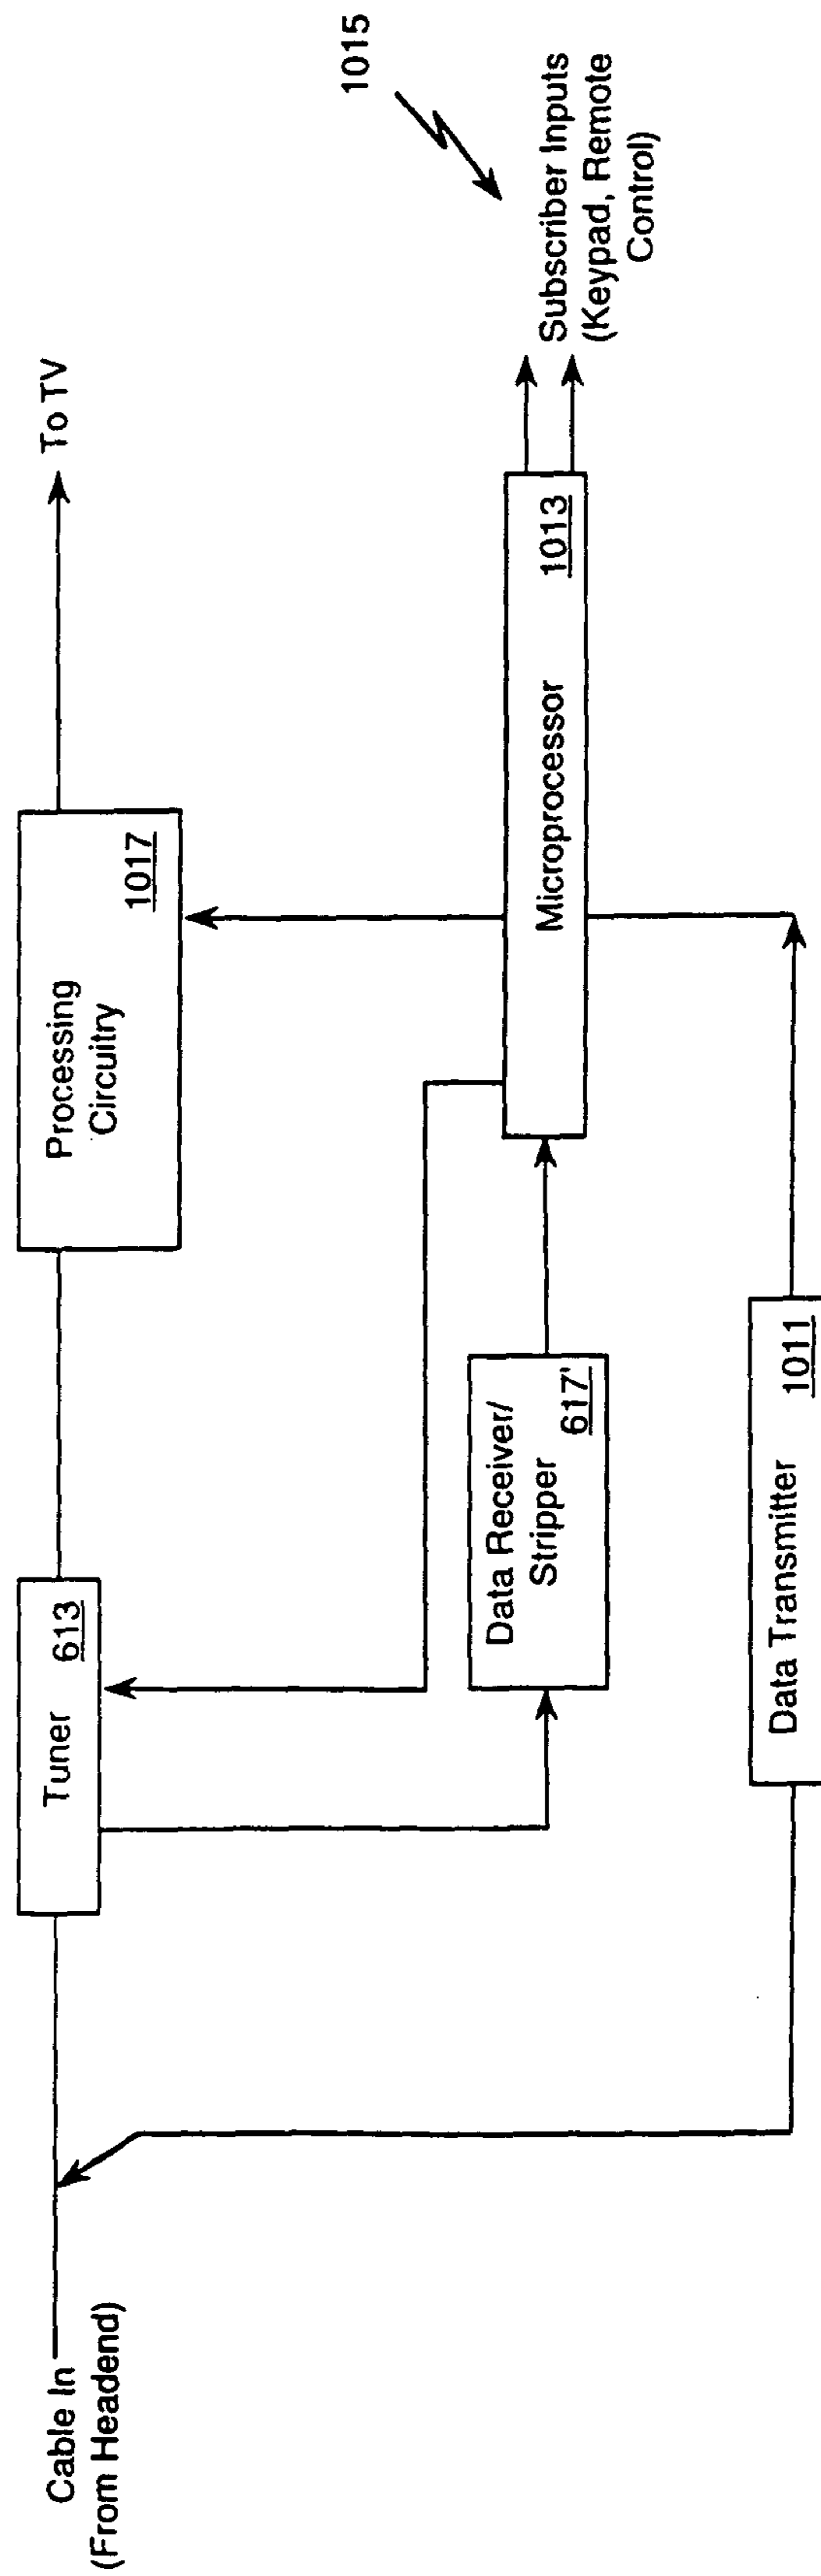 1015
To TV
Subscriber Inputs
(Keypad, Remote
Control)
Processing
Circuitry
1017
Microprocessor
1013
Tuner
613
Data Receiver/
Stripper
617'
Data Transmitter
1011
Cable In
(From Headend)